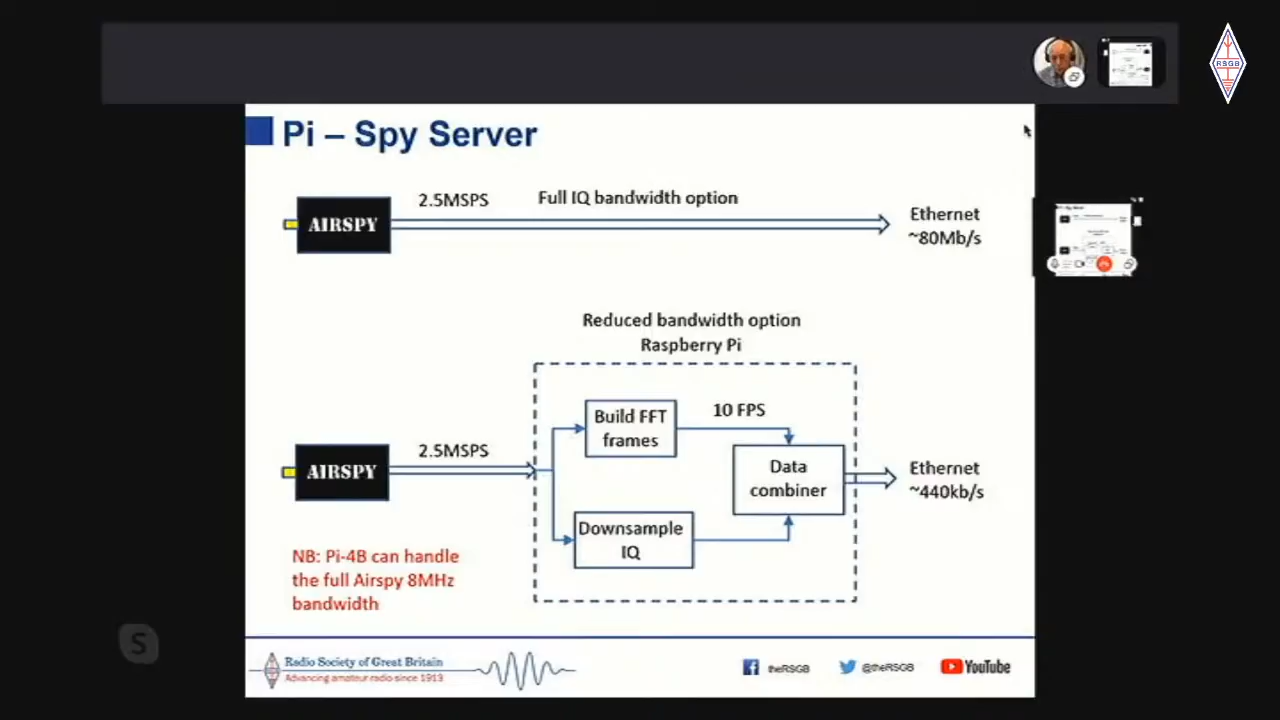 RSGB
Pi – Spy Server
2.5MSPS
Full IQ bandwidth option
AIRSPY
Ethernet
~80Mb/s
Reduced bandwidth option
Raspberry Pi
Build FFT
frames
10 FPS
2.5MSPS
AIRSPY
Data
combiner
Ethernet
~440kb/s
Downsample
IQ
NB: Pi-4B can handle
the full Airspy 8MHz
bandwidth
S
Radio Society of Great Britain
Advancing amateur radio since 1913
theRSGB
@theRSGB
YouTube